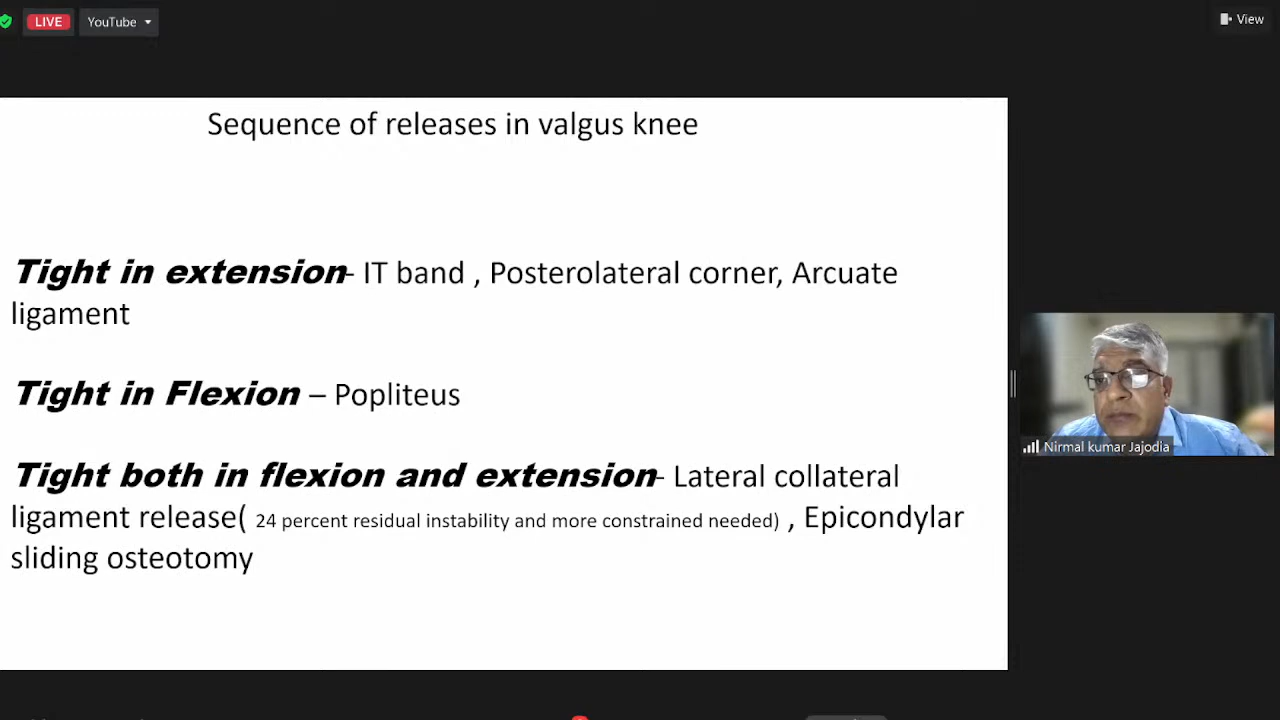 LIVE
YouTube
View
Sequence of releases in valgus knee
Tight in extension- IT band , Posterolateral corner, Arcuate
ligament
Tight in Flexion – Popliteus
Tight both in flexion and extension- Lateral collateral
ligament release( 24 percent residual instability and more constrained needed) , Epicondylar
sliding osteotomy
Nirmal kumar Jajodia